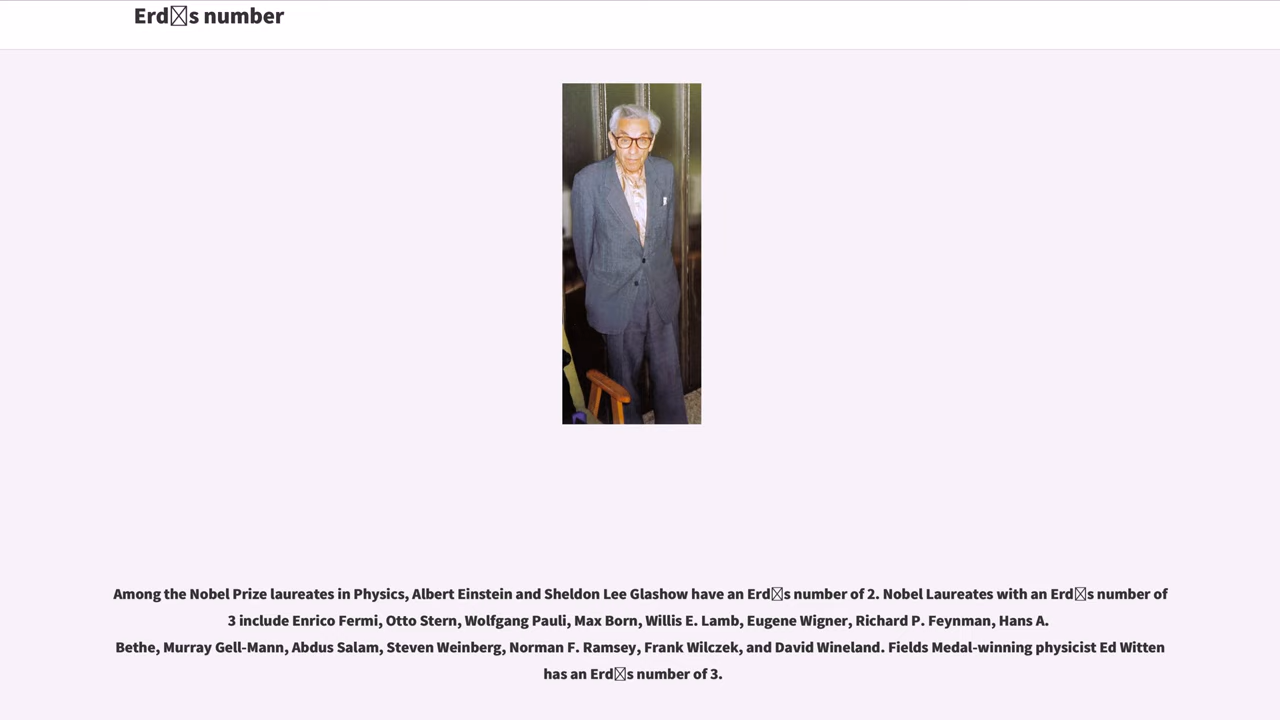 Erd☒s number
Among the Nobel Prize laureates in Physics, Albert Einstein and Sheldon Lee Glashow have an Erd☒s number of 2. Nobel Laureates with an Erd☒s number of
3 include Enrico Fermi, Otto Stern, Wolfgang Pauli, Max Born, Willis E. Lamb, Eugene Wigner, Richard P. Feynman, Hans A.
Bethe, Murray Gell-Mann, Abdus Salam, Steven Weinberg, Norman F. Ramsey, Frank Wilczek, and David Wineland. Fields Medal-winning physicist Ed Witten
has an Erd☒s number of 3.